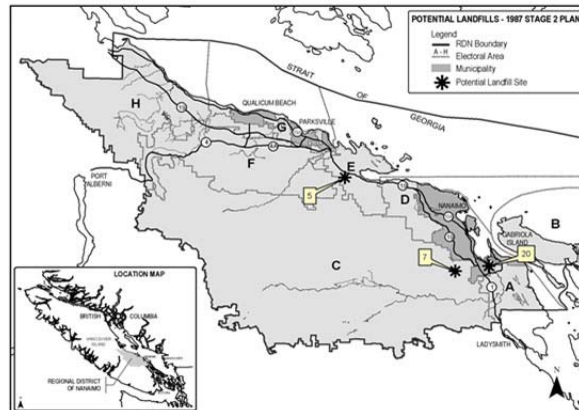 POTENTIAL LANDFILLS - 1987 STAGE 2 PLAN
Legend
RDN Boundary
A - H
Electoral Area
Municipality
Potential Landfill Site
STRAIT
OF
GEORGIA
QUALICUM BEACH
PARKSVILLE
H
G
F
E
D
C
B
A
4
PORT
ALBERNI
NANAIMO
GABRIOLA
ISLAND
5
7
20
1
LADYSMITH
N
LOCATION MAP
BRITISH
COLUMBIA
VANCOUVER
ISLAND
REGIONAL DISTRICT
OF NANAIMO